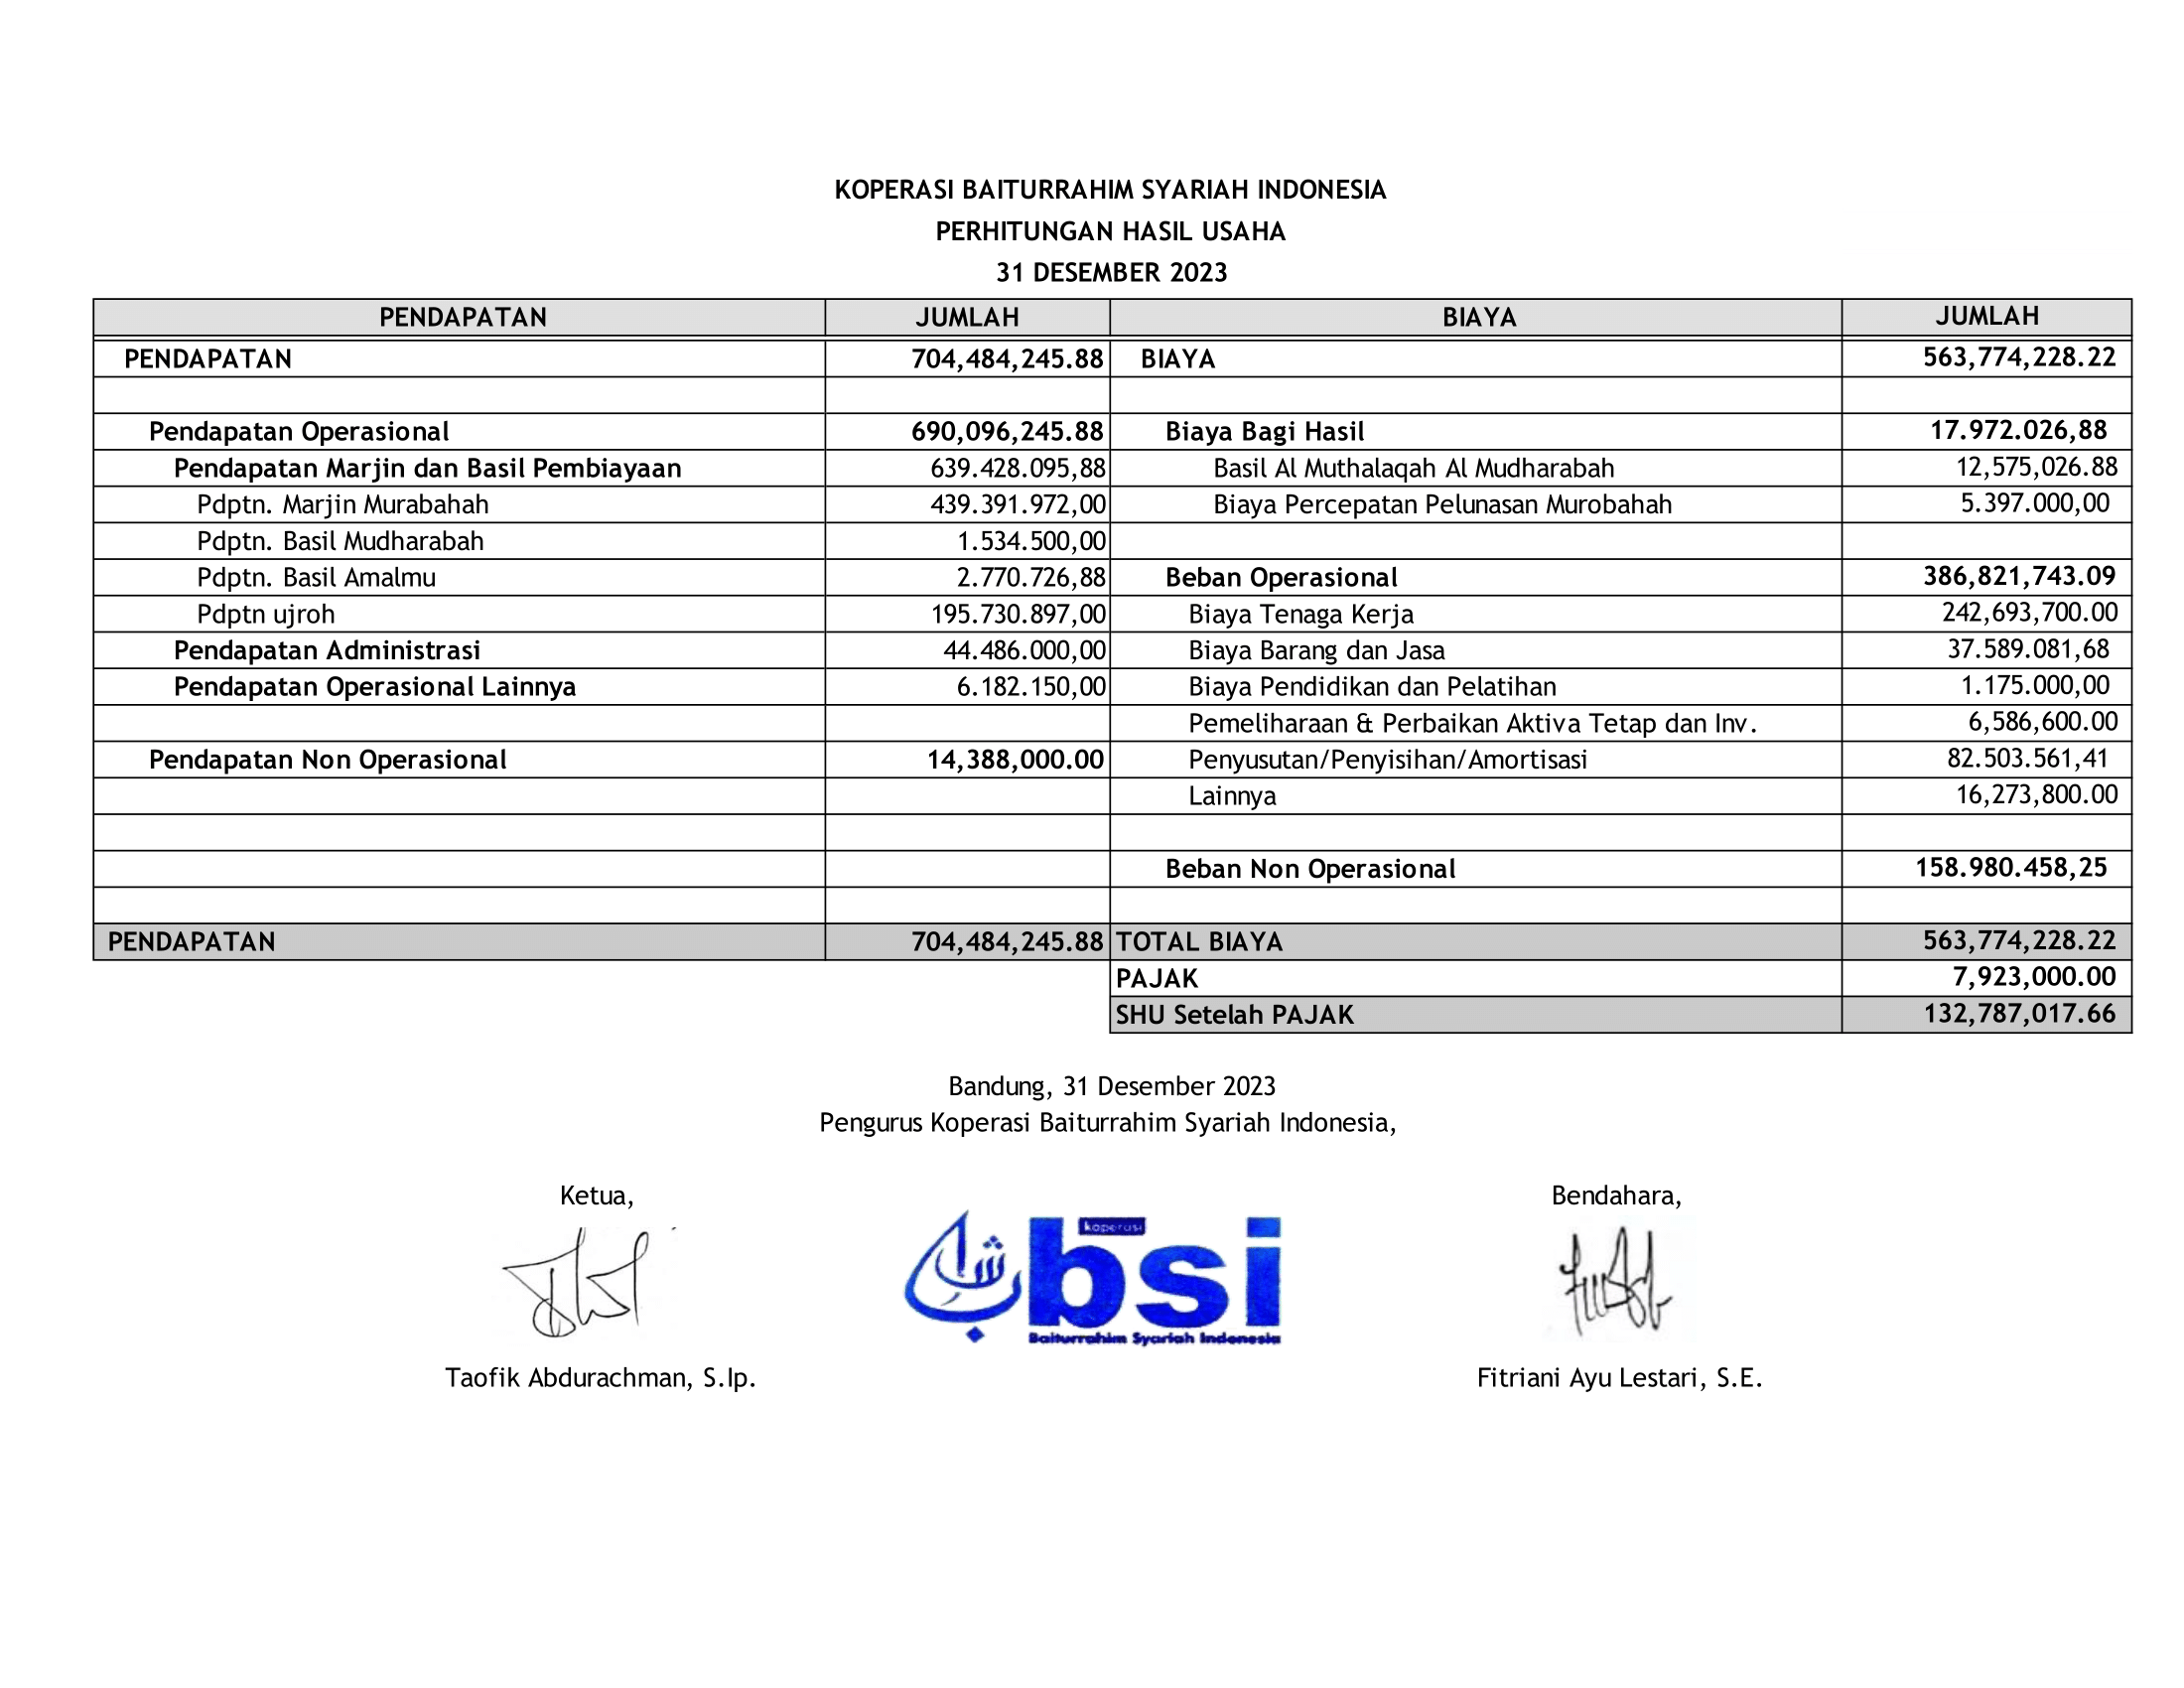 KOPERASI BAITURRAHIM SYARIAH INDONESIA
PERHITUNGAN HASIL USAHA
31 DESEMBER 2023
PENDAPATAN JUMLAH BIAYA JUMLAH
PENDAPATAN 704,484,245.88 BIAYA 563,774,228.22
Pendapatan Operasional 690,096,245.88 Biaya Bagi Hasil 17.972.026,88
Pendapatan Marjin dan Basil Pembiayaan 639.428.095,88 Basil Al Muthalaqah Al Mudharabah 12,575,026.88
Pdptn. Marjin Murabahah 439.391.972,00 Biaya Percepatan Pelunasan Murobahah 5.397.000,00
Pdptn. Basil Mudharabah 1.534.500,00
Pdptn. Basil Amalmu 2.770.726,88 Beban Operasional 386,821,743.09
Pdptn ujroh 195.730.897,00 Biaya Tenaga Kerja 242,693,700.00
Pendapatan Administrasi 44.486.000,00 Biaya Barang dan Jasa 37.589.081,68
Pendapatan Operasional Lainnya 6.182.150,00 Biaya Pendidikan dan Pelatihan 1.175.000,00
Pemeliharaan & Perbaikan Aktiva Tetap dan Inv. 6,586,600.00
Pendapatan Non Operasional 14,388,000.00 Penyusutan/Penyisihan/Amortisasi 82.503.561,41
Lainnya 16,273,800.00
Beban Non Operasional 158.980.458,25
PENDAPATAN 704,484,245.88 TOTAL BIAYA 563,774,228.22
PAJAK 7,923,000.00
SHU Setelah PAJAK 132,787,017.66
Bandung, 31 Desember 2023
Pengurus Koperasi Baiturrahim Syariah Indonesia,
Ketua, Bendahara,
koperasi
bsi
Baiturrahim Syariah Indonesia
Taofik Abdurachman, S.Ip. Fitriani Ayu Lestari, S.E.